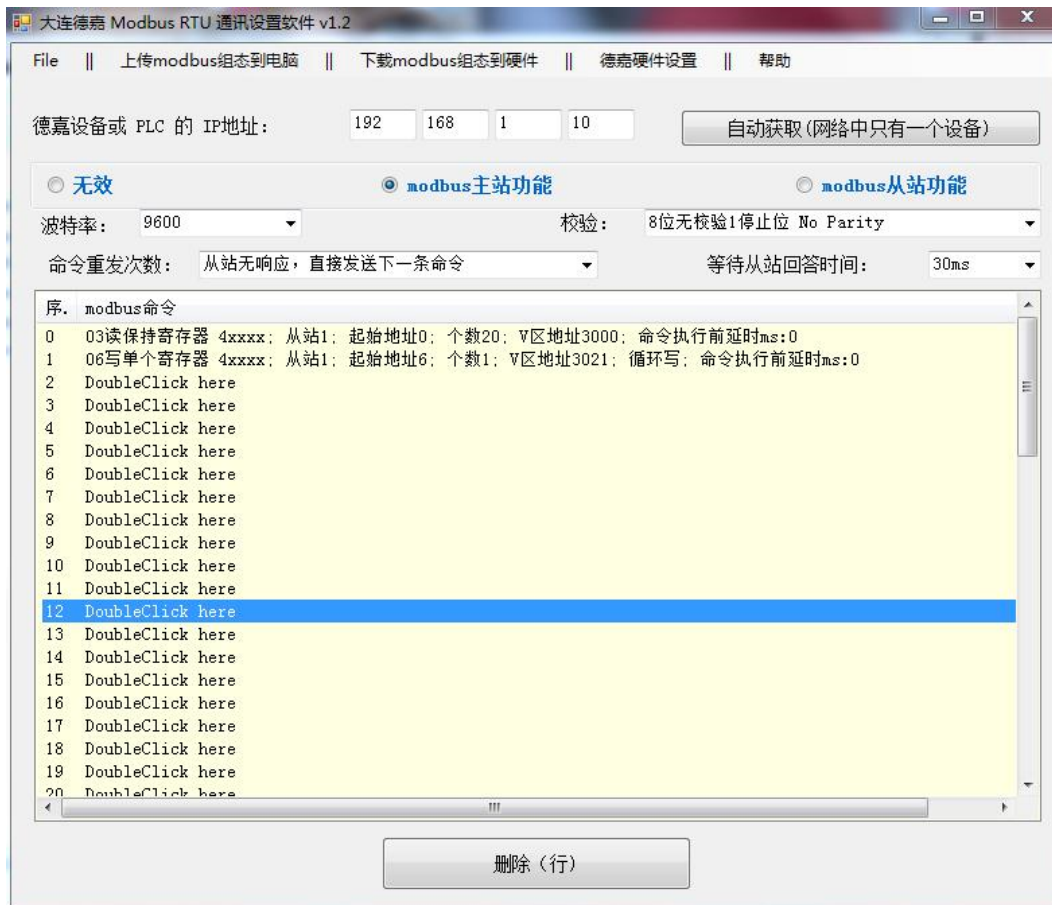 大连德嘉 Modbus RTU 通讯设置软件 v1.2
File || 上传modbus组态到电脑 || 下载modbus组态到硬件 || 德嘉硬件设置 || 帮助
德嘉设备或 PLC 的 IP地址: 192 168 1 10 自动获取(网络中只有一个设备)
无效 modbus主站功能 modbus从站功能
波特率: 9600 校验: 8位无校验1停止位 No Parity
命令重发次数: 从站无响应，直接发送下一条命令 等待从站回答时间: 30ms
序. modbus命令
0 03读保持寄存器 4xxxx; 从站1; 起始地址0; 个数20; V区地址3000; 命令执行前延时ms:0
1 06写单个寄存器 4xxxx; 从站1; 起始地址6; 个数1; V区地址3021; 循环写; 命令执行前延时ms:0
2 DoubleClick here
3 DoubleClick here
4 DoubleClick here
5 DoubleClick here
6 DoubleClick here
7 DoubleClick here
8 DoubleClick here
9 DoubleClick here
10 DoubleClick here
11 DoubleClick here
12 DoubleClick here
13 DoubleClick here
14 DoubleClick here
15 DoubleClick here
16 DoubleClick here
17 DoubleClick here
18 DoubleClick here
19 DoubleClick here
20 DoubleClick here
删除（行）